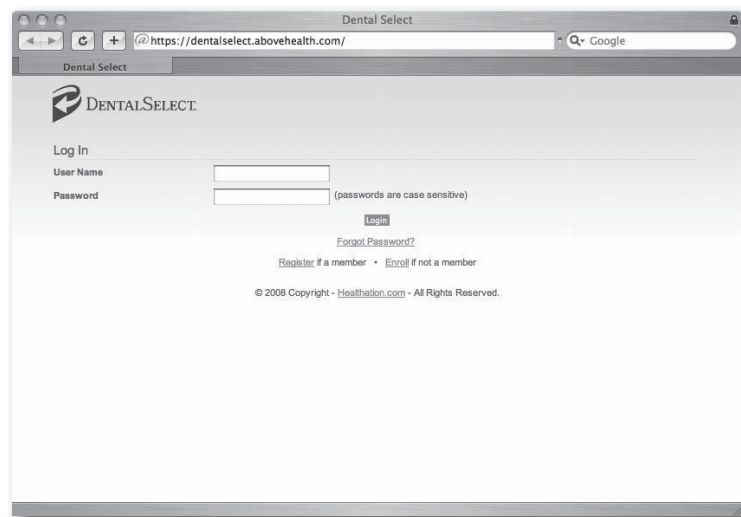 Dental Select
https://dentalselect.abovehealth.com/
Google
Dental Select
DENTALSELECT.
Log In
User Name
Password
(passwords are case sensitive)
Login
Forgot Password?
Register if a member • Enroll if not a member
© 2008 Copyright - Healthation.com - All Rights Reserved.